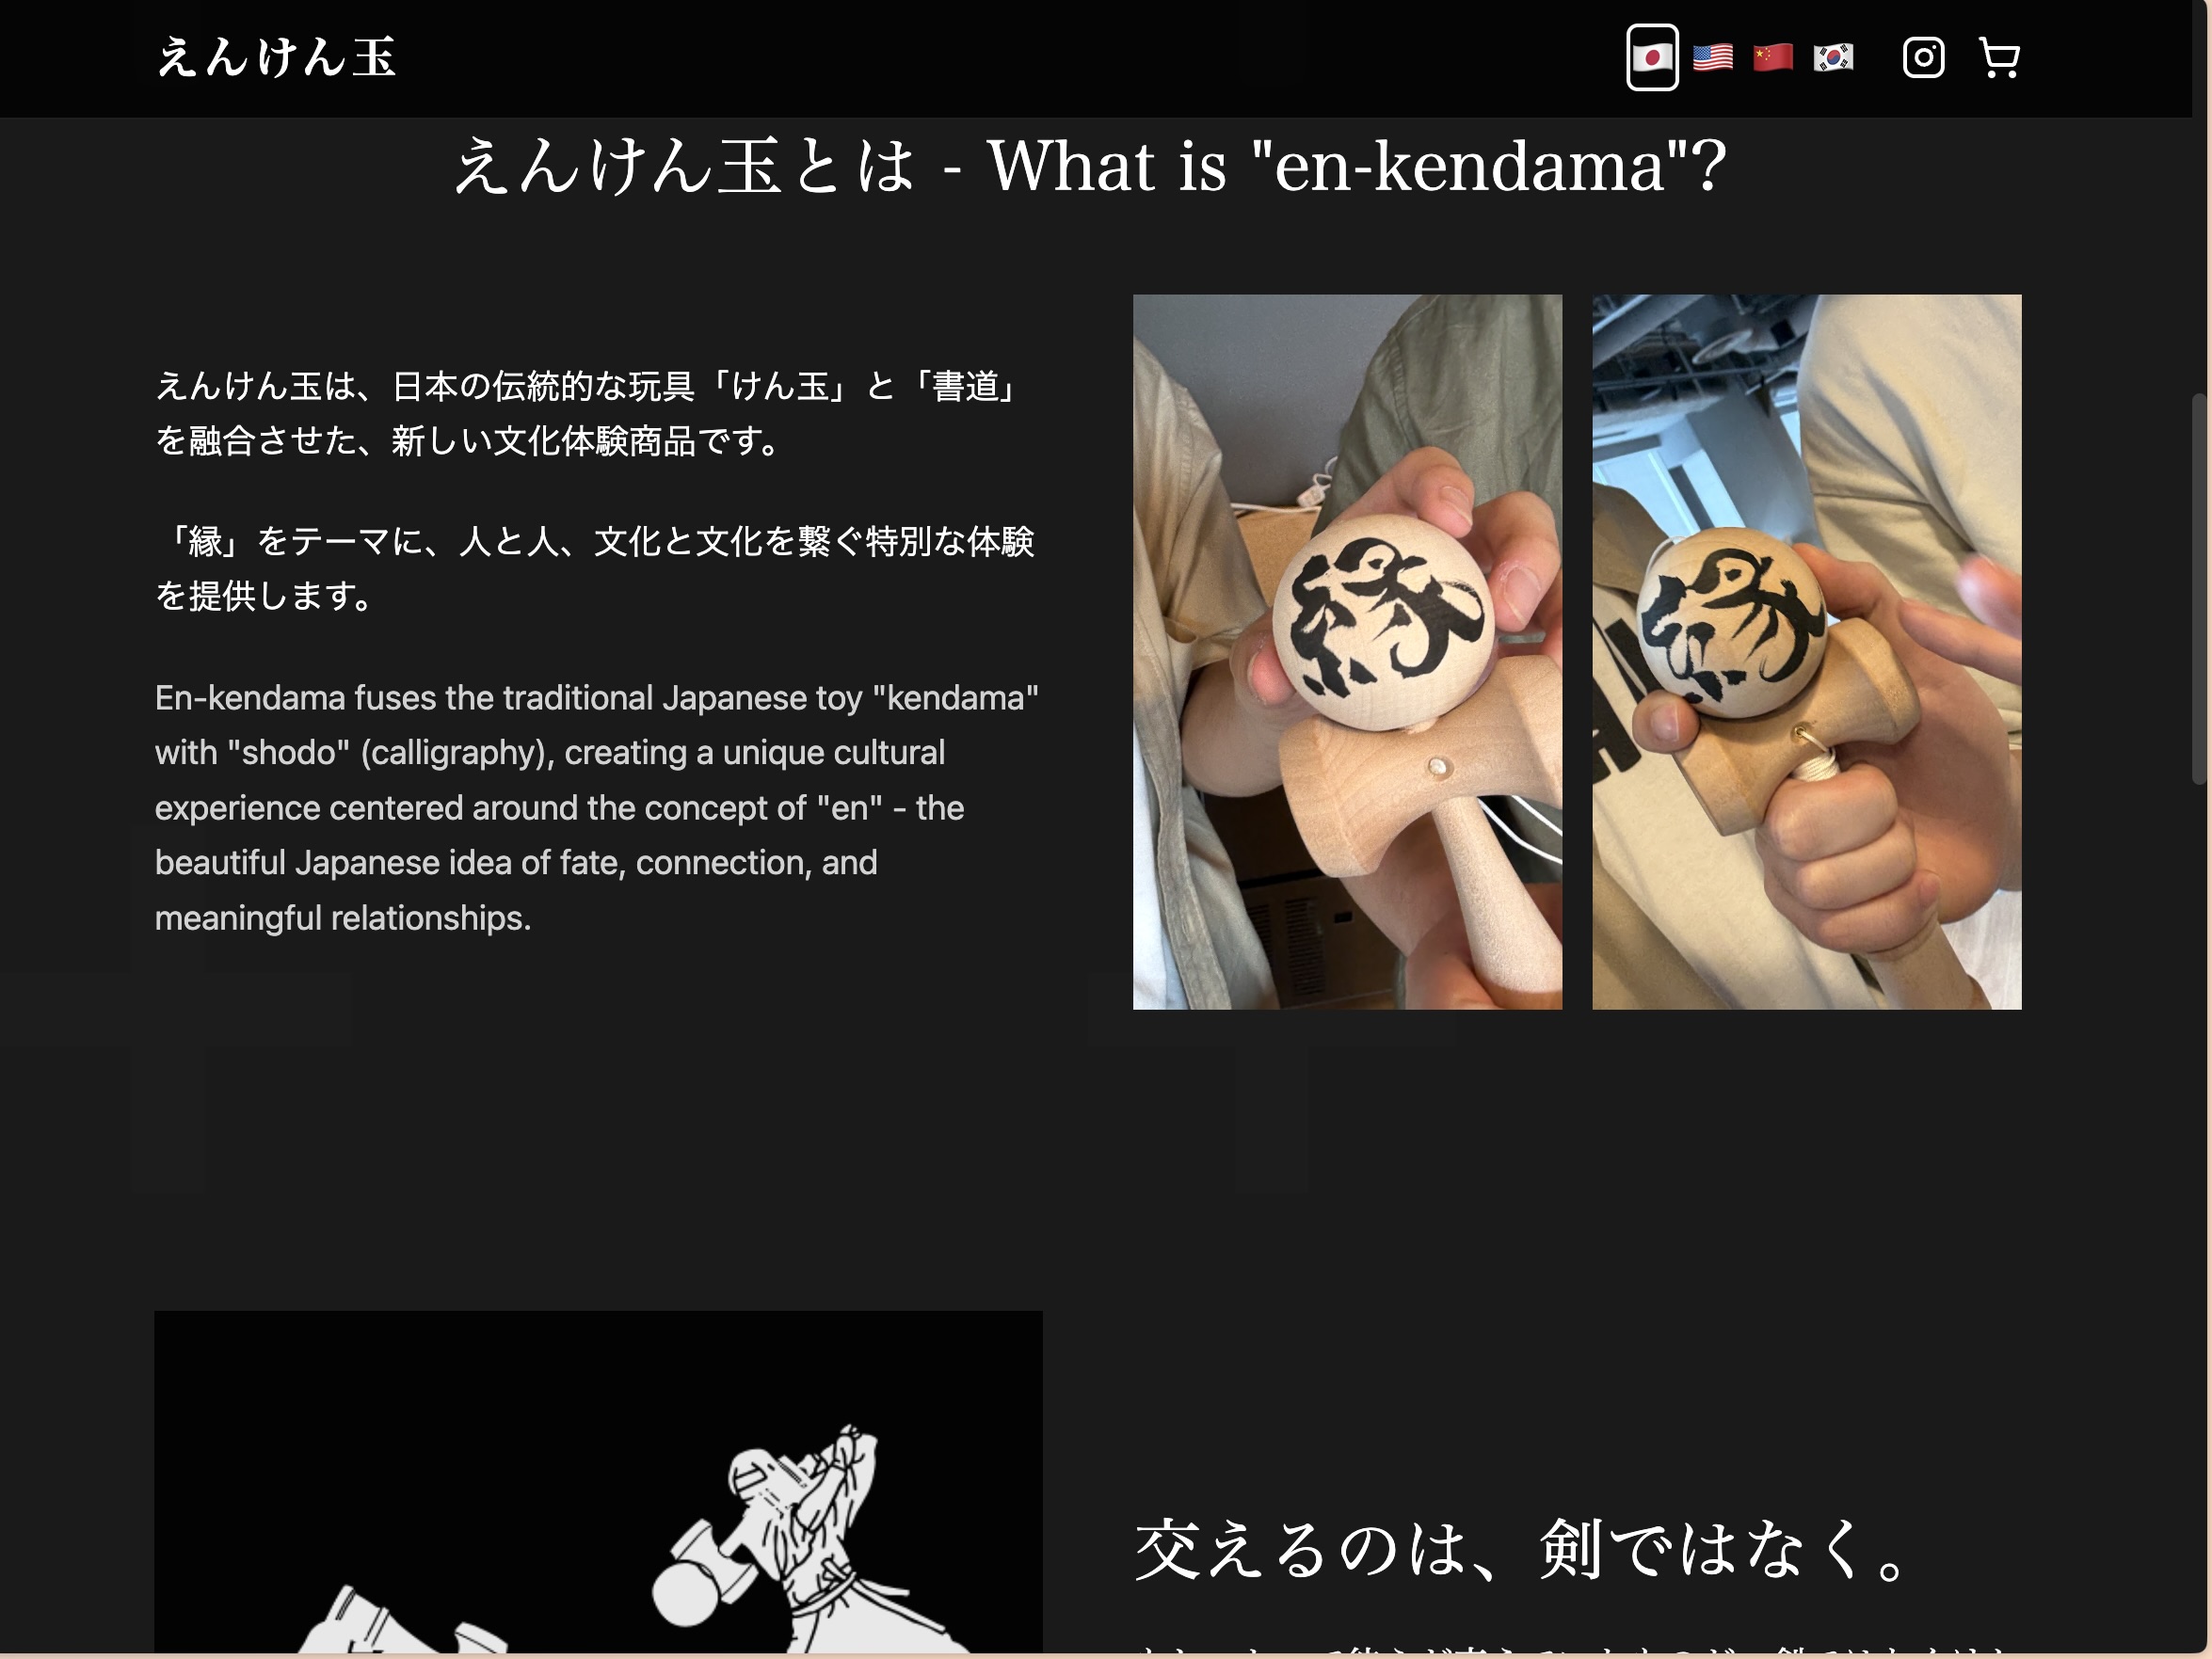 えんけん玉
えんけん玉とは - What is "en-kendama"?
えんけん玉は、日本の伝統的な玩具「けん玉」と「書道」
を融合させた、新しい文化体験商品です。
「縁」をテーマに、人と人、文化と文化を繋ぐ特別な体験
を提供します。
En-kendama fuses the traditional Japanese toy "kendama"
with "shodo" (calligraphy), creating a unique cultural
experience centered around the concept of "en" - the
beautiful Japanese idea of fate, connection, and
meaningful relationships.
縁
縁
交えるのは、剣ではなく。